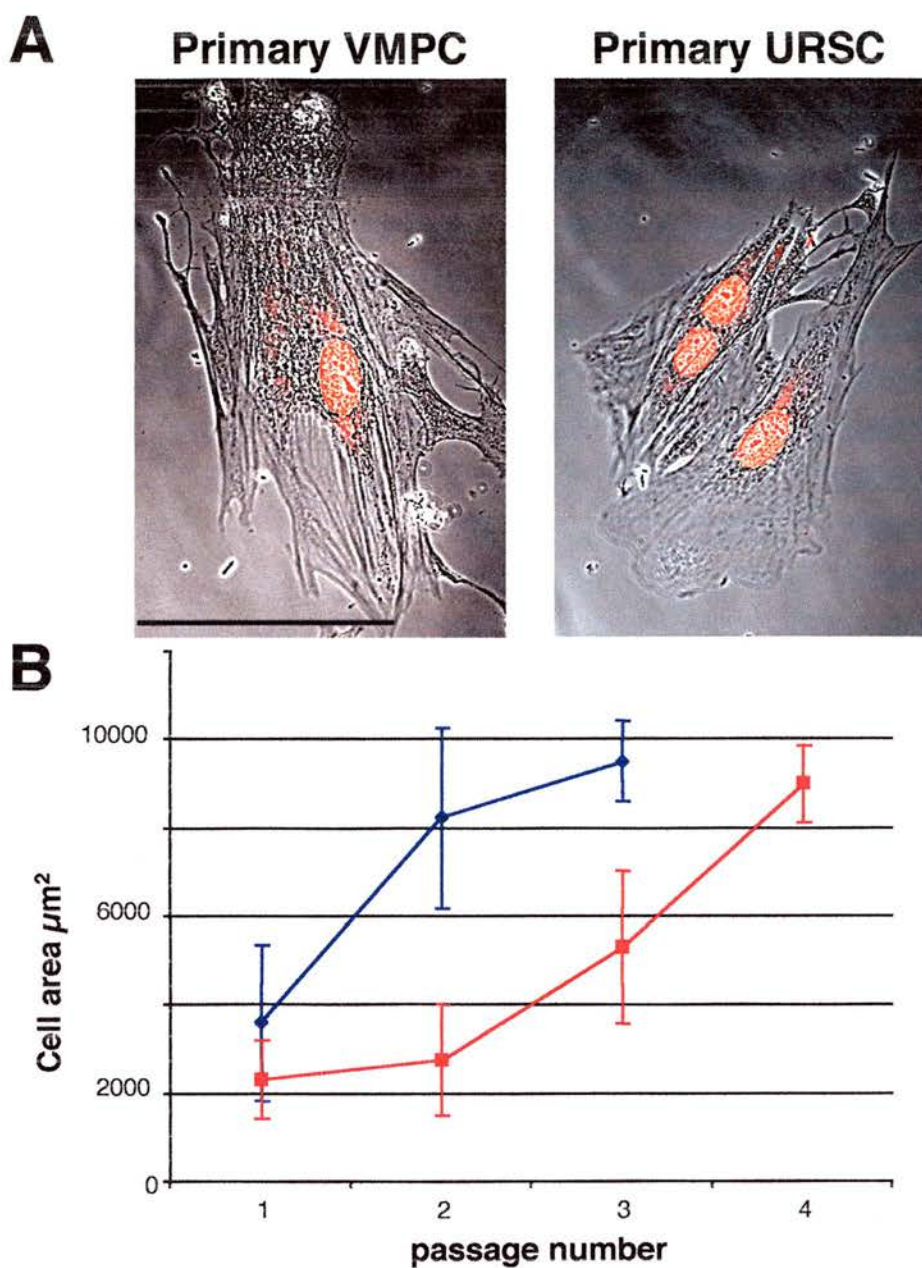 A
Primary VMPC
Primary URSC
B
Cell area µm²
10000
6000
2000
0
1
2
3
4
passage number